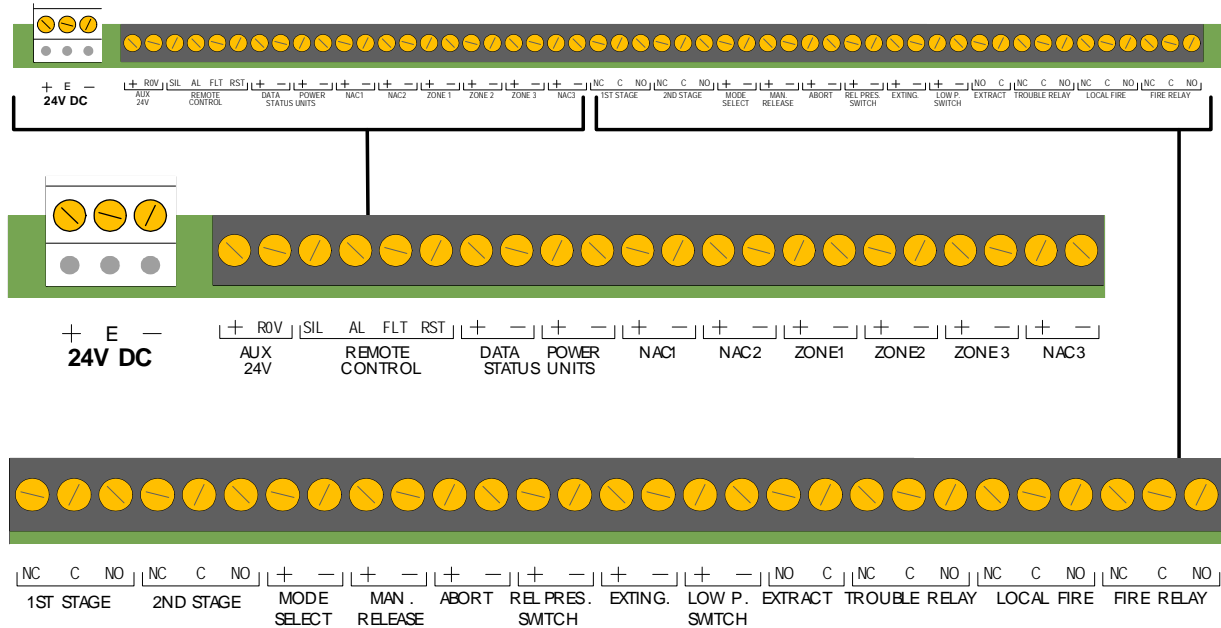 + E —
24V DC
+ R0V SIL AL FLT RST + — + — + — + — + — + — + — + — NC C NO NC C NO + — + — + — + — + — + — NO C NC C NO NC C NO NC C NO
AUX REMOTE DATA POWER NAC1 NAC2 ZONE 1 ZONE 2 ZONE 3 NAC3 1ST STAGE 2ND STAGE MODE MAN. ABORT REL PRES. EXTING. LOW P. EXTRACT TROUBLE RELAY LOCAL FIRE FIRE RELAY
24V CONTROL STATUS UNITS SELECT RELEASE SWITCH SWITCH
+ E —
24V DC
+ R0V SIL AL FLT RST + — + — + — + — + — + — + — + —
AUX REMOTE DATA POWER NAC1 NAC2 ZONE1 ZONE2 ZONE 3 NAC3
24V CONTROL STATUS UNITS
NC C NO NC C NO + — + — + — + — + — + — NO C NC C NO NC C NO NC C NO
1ST STAGE 2ND STAGE MODE MAN. ABORT REL PRES. EXTING. LOW P. EXTRACT TROUBLE RELAY LOCAL FIRE FIRE RELAY
SELECT RELEASE SWITCH SWITCH